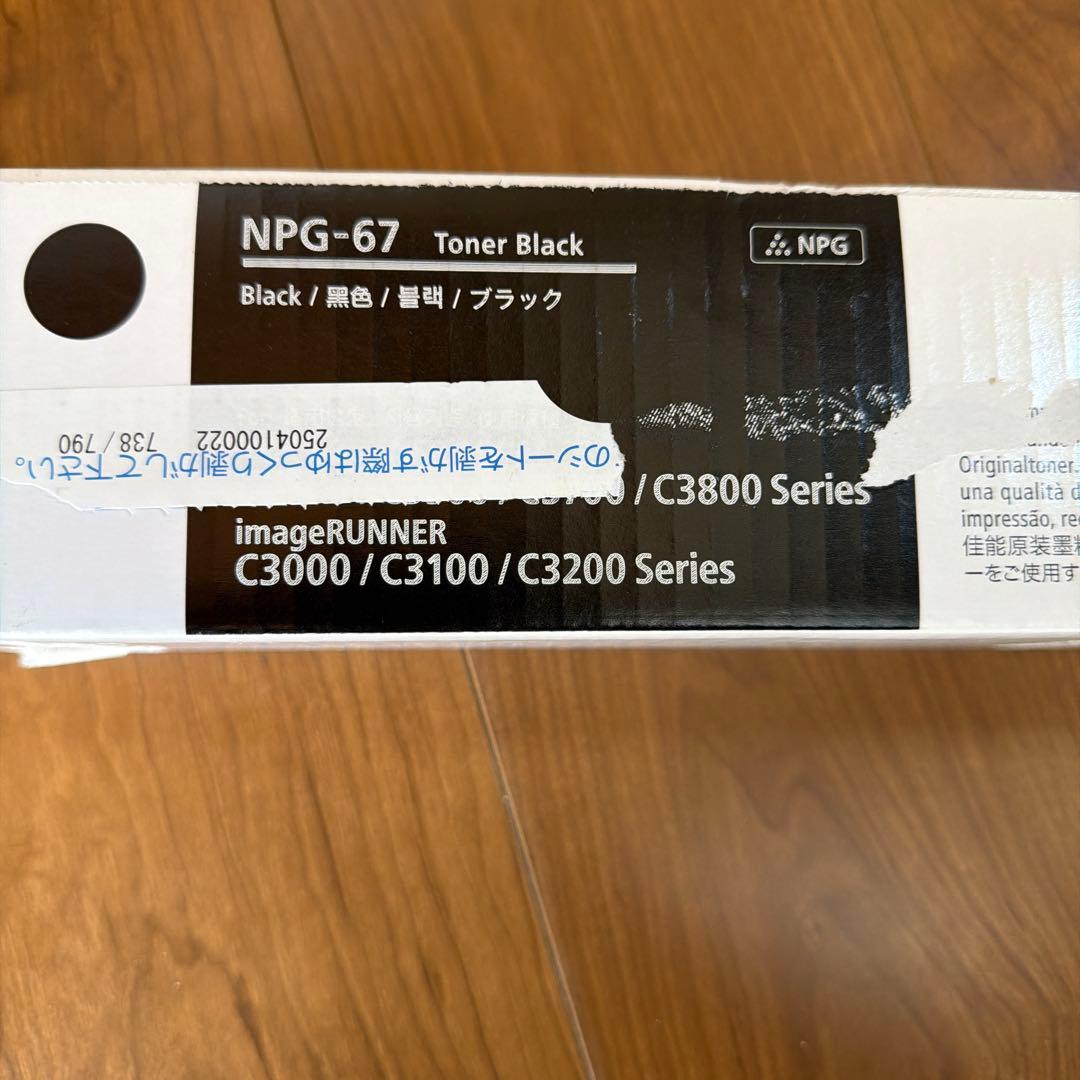 NPG-67 Toner Black
NPG
Black / 黑色 / 블랙 / ブラック
2504100022 738/790
のシートを剥がす際はゆっくり剥がして下さい。
/ C3800 Series
imageRUNNER
C3000 / C3100 / C3200 Series
Originaltoner.
una qualità d
impressão, re
佳能原装墨
ーをご使用す